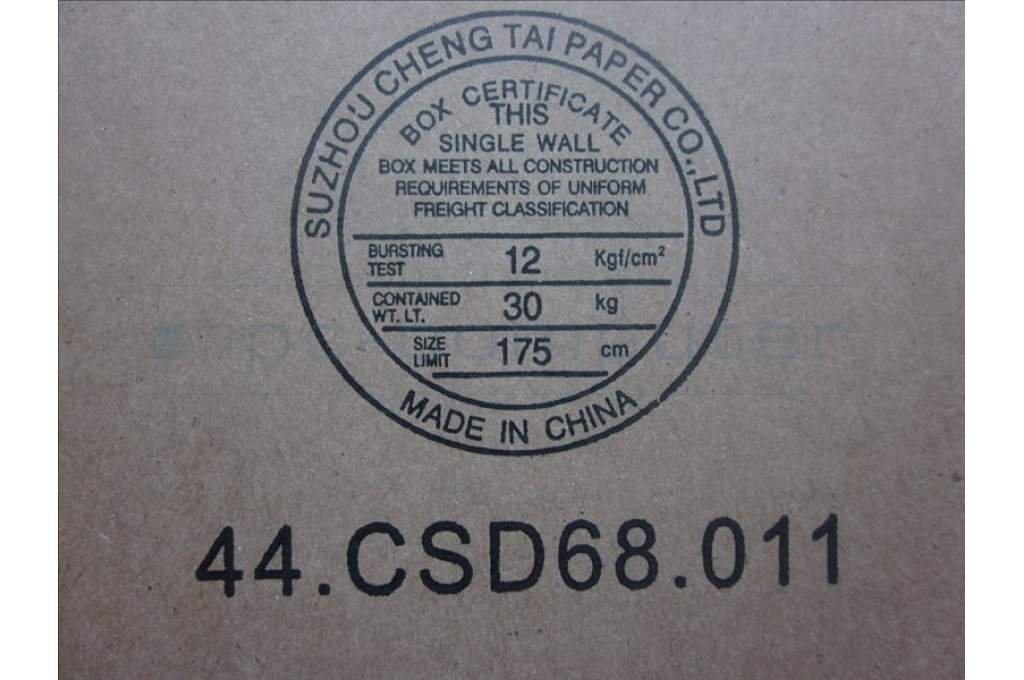 SUZHOU CHENG TAI PAPER CO.,LTD
BOX CERTIFICATE
THIS
SINGLE WALL
BOX MEETS ALL CONSTRUCTION
REQUIREMENTS OF UNIFORM
FREIGHT CLASSIFICATION
BURSTING TEST 12 Kgf/cm²
CONTAINED WT. LT. 30 kg
SIZE LIMIT 175 cm
MADE IN CHINA
44.CSD68.011